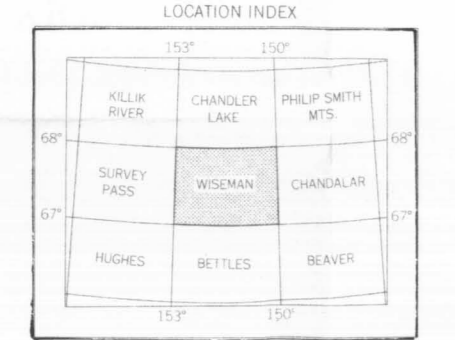 LOCATION INDEX
153° 150°
KILLIK RIVER CHANDLER LAKE PHILIP SMITH MTS.
68° 68°
SURVEY PASS WISEMAN CHANDALAR
67° 67°
HUGHES BETTLES BEAVER
153° 150°